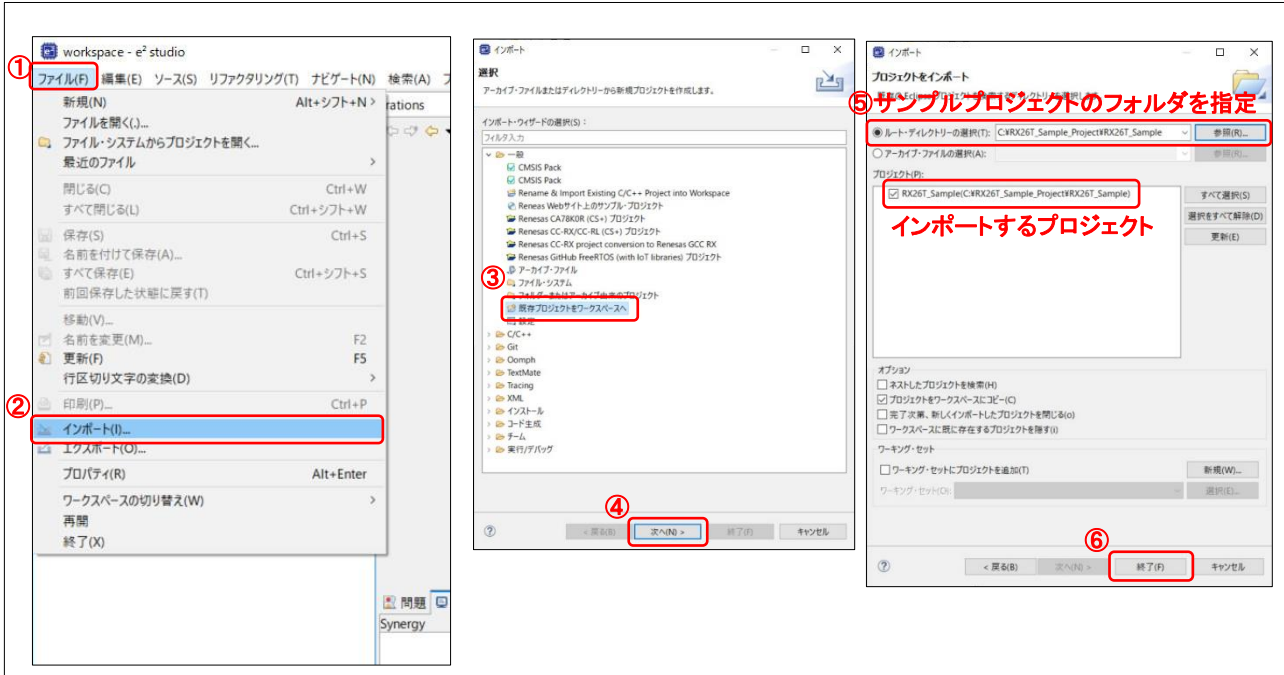 workspace - e² studio
①
ファイル(F) 編集(E) ソース(S) リファクタリング(T) ナビゲート(N) 検索(A)
新規(N) Alt+シフト+N >
rations
ファイルを開く(.)...
ファイル・システムからプロジェクトを開く...
最近のファイル >
閉じる(C) Ctrl+W
すべて閉じる(L) Ctrl+シフト+W
保存(S) Ctrl+S
名前を付けて保存(A)...
すべて保存(E) Ctrl+シフト+S
前回保存した状態に戻す(T)
移動(V)...
名前を変更(M)... F2
更新(F) F5
行区切り文字の変換(D) >
②
印刷(P)... Ctrl+P
インポート(I)...
エクスポート(O)...
プロパティ(R) Alt+Enter
ワークスペースの切り替え(W) >
再開
終了(X)
問題
Synergy
インポート
選択
アーカイブ・ファイルまたはディレクトリーから新規プロジェクトを作成します。
インポート・ウィザードの選択(S)：
フィルタ入力
一般
CMSIS Pack
CMSIS Pack
Rename & Import Existing C/C++ Project into Workspace
Reneas Webサイト上のサンプル・プロジェクト
Renesas CA78K0R (CS+) プロジェクト
Renesas CC-RX/CC-RL (CS+) プロジェクト
Renesas CC-RX project conversion to Renesas GCC RX
Renesas GitHub FreeRTOS (with IoT libraries) プロジェクト
アーカイブ・ファイル
③
ファイル・システム
フォルダーまたはアーカイブ由来のプロジェクト
既存プロジェクトをワークスペースへ
設定
C/C++
Git
Oomph
TextMate
Tracing
XML
インストール
コード生成
チーム
実行/デバッグ
④
< 戻る(B) 次へ(N) > 終了(F) キャンセル
インポート
プロジェクトをインポート
⑤サンプルプロジェクトのフォルダを指定
ルート・ディレクトリーの選択(T): C:¥RX26T_Sample_Project¥RX26T_Sample 参照(R)...
アーカイブ・ファイルの選択(A): 参照(R)...
プロジェクト(P):
RX26T_Sample(C:¥RX26T_Sample_Project¥RX26T_Sample) すべて選択(S)
選択をすべて解除(D)
インポートするプロジェクト
更新(E)
オプション
ネストしたプロジェクトを検索(H)
プロジェクトをワークスペースにコピー(C)
完了次第、新しくインポートしたプロジェクトを閉じる(o)
ワークスペースに既に存在するプロジェクトを隠す(i)
ワーキング・セット
ワーキング・セットにプロジェクトを追加(T) 新規(W)...
ワーキング・セット(O): 選択(E)...
⑥
< 戻る(B) 次へ(N) > 終了(F) キャンセル